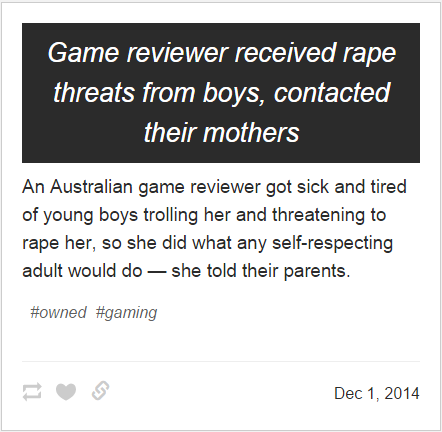 Game reviewer received rape
threats from boys, contacted
their mothers
An Australian game reviewer got sick and tired
of young boys trolling her and threatening to
rape her, so she did what any self-respecting
adult would do — she told their parents.
#owned #gaming
Dec 1, 2014